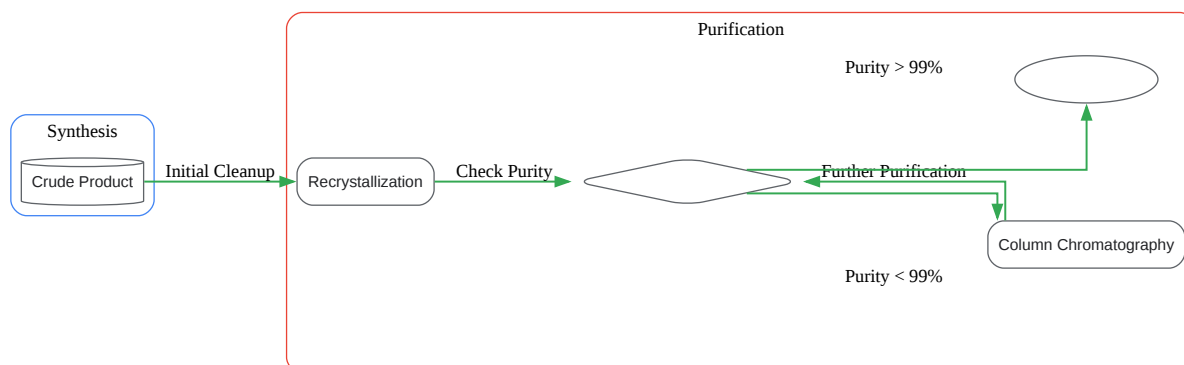 Purification
Purity > 99%
Synthesis
Crude Product
Initial Cleanup
Recrystallization
Check Purity
Further Purification
Column Chromatography
Purity < 99%